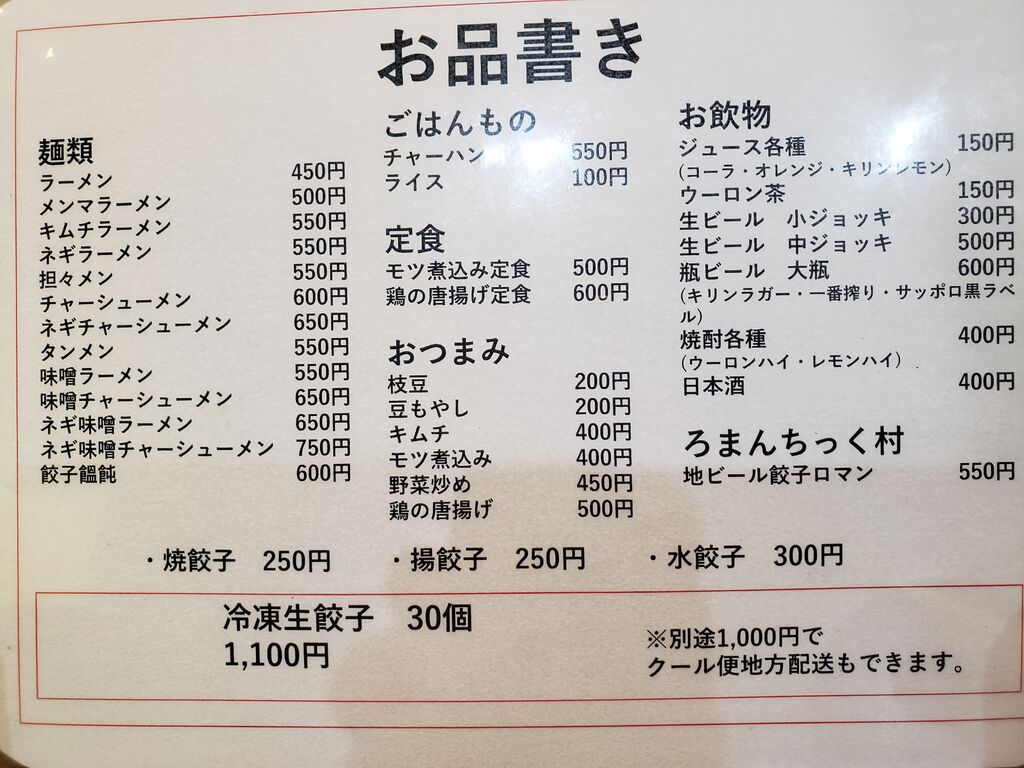 お品書き
麺類
ラーメン 450円
メンマラーメン 500円
キムチラーメン 550円
ネギラーメン 550円
担々メン 550円
チャーシューメン 600円
ネギチャーシューメン 650円
タンメン 550円
味噌ラーメン 550円
味噌チャーシューメン 650円
ネギ味噌ラーメン 650円
ネギ味噌チャーシューメン 750円
餃子饂飩 600円
ごはんもの
チャーハン 550円
ライス 100円
定食
モツ煮込み定食 500円
鶏の唐揚げ定食 600円
おつまみ
枝豆 200円
豆もやし 200円
キムチ 400円
モツ煮込み 400円
野菜炒め 450円
鶏の唐揚げ 500円
お飲物
ジュース各種 150円
(コーラ・オレンジ・キリンレモン)
ウーロン茶 150円
生ビール 小ジョッキ 300円
生ビール 中ジョッキ 500円
瓶ビール 大瓶 600円
(キリンラガー・一番搾り・サッポロ黒ラベ
ル)
焼酎各種 400円
(ウーロンハイ・レモンハイ)
日本酒 400円
ろまんちっく村
地ビール餃子ロマン 550円
・焼餃子 250円 ・揚餃子 250円 ・水餃子 300円
冷凍生餃子 30個
1,100円
※別途1,000円で
クール便地方配送もできます。